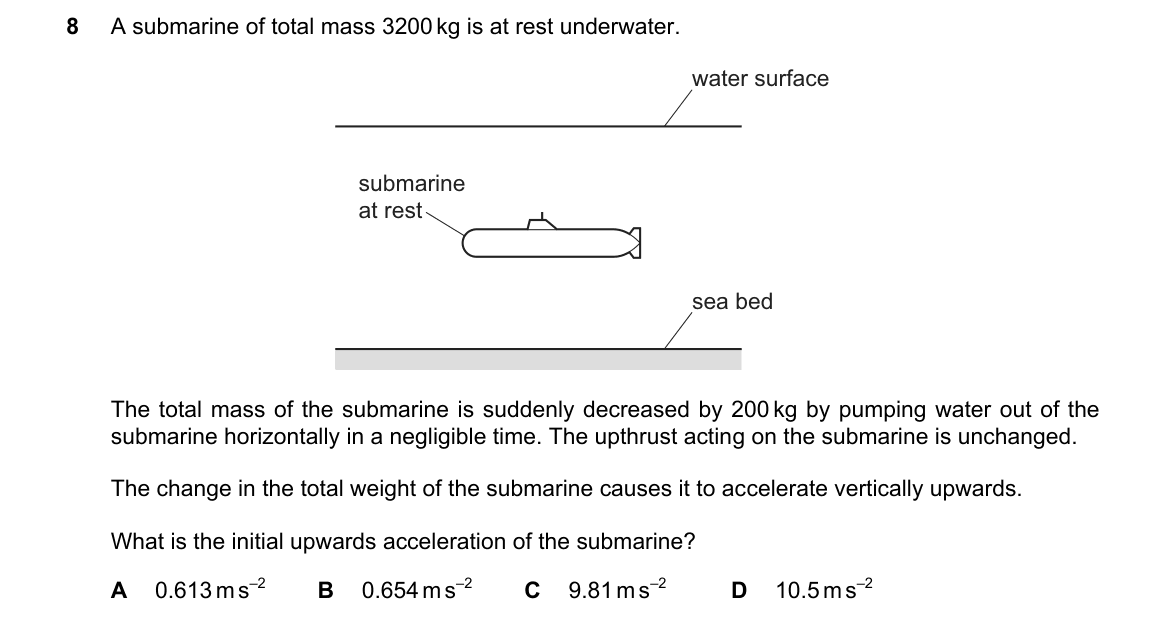 8 A submarine of total mass 3200 kg is at rest underwater.
water surface
submarine
at rest
sea bed
The total mass of the submarine is suddenly decreased by 200 kg by pumping water out of the
submarine horizontally in a negligible time. The upthrust acting on the submarine is unchanged.
The change in the total weight of the submarine causes it to accelerate vertically upwards.
What is the initial upwards acceleration of the submarine?
A 0.613 m s⁻² B 0.654 m s⁻² C 9.81 m s⁻² D 10.5 m s⁻²